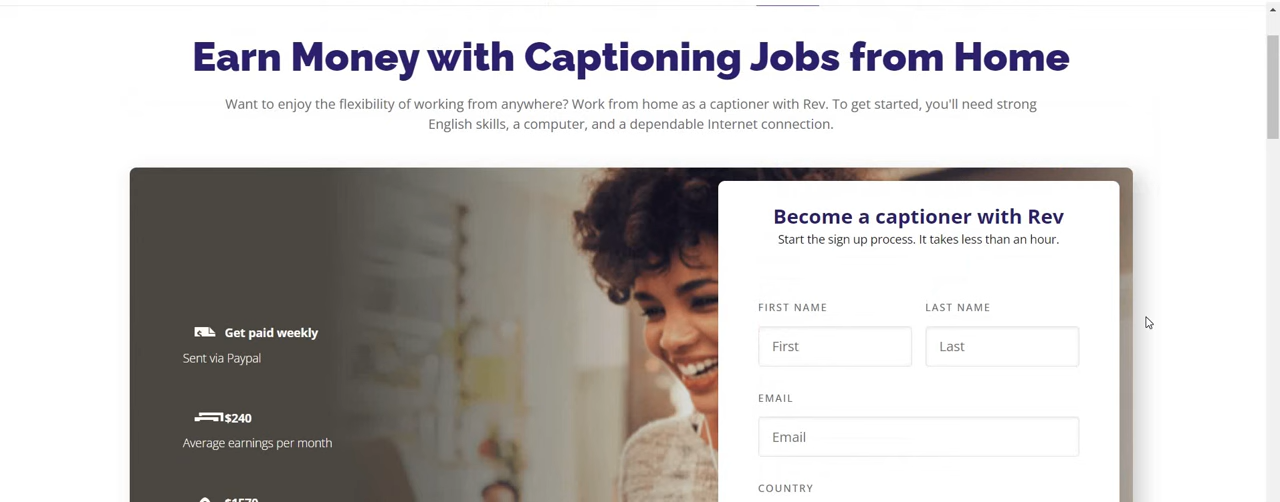 Earn Money with Captioning Jobs from Home
Want to enjoy the flexibility of working from anywhere? Work from home as a captioner with Rev. To get started, you'll need strong
English skills, a computer, and a dependable Internet connection.
Become a captioner with Rev
Start the sign up process. It takes less than an hour.
FIRST NAME LAST NAME
First Last
EMAIL
Email
COUNTRY
Get paid weekly
Sent via Paypal
$240
Average earnings per month